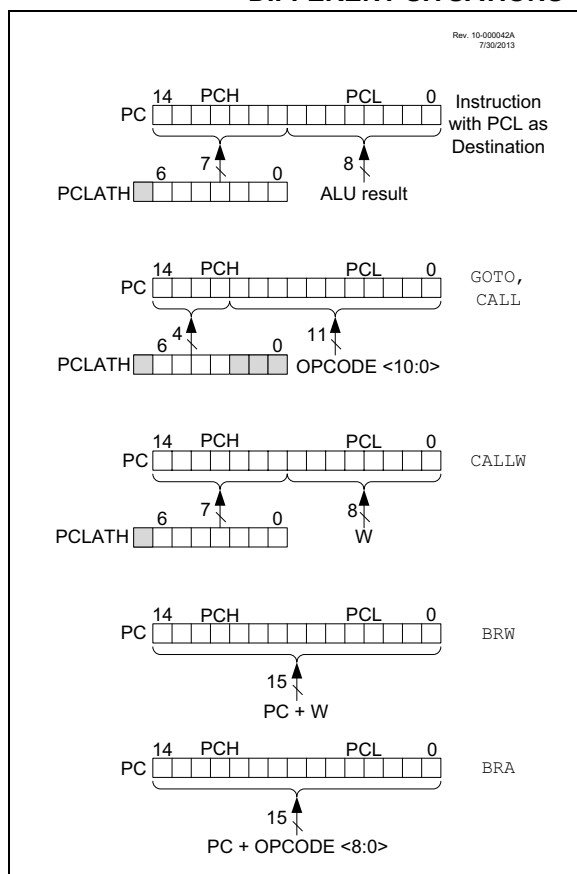 Rev. 10-000042A
7/30/2013
14 PCH PCL 0
PC
Instruction
with PCL as
Destination
7 8
6 0
PCLATH
ALU result
14 PCH PCL 0
PC
GOTO,
CALL
4 11
6 0
PCLATH
OPCODE <10:0>
14 PCH PCL 0
PC
CALLW
7 8
6 0
PCLATH
W
14 PCH PCL 0
PC
BRW
15
PC + W
14 PCH PCL 0
PC
BRA
15
PC + OPCODE <8:0>